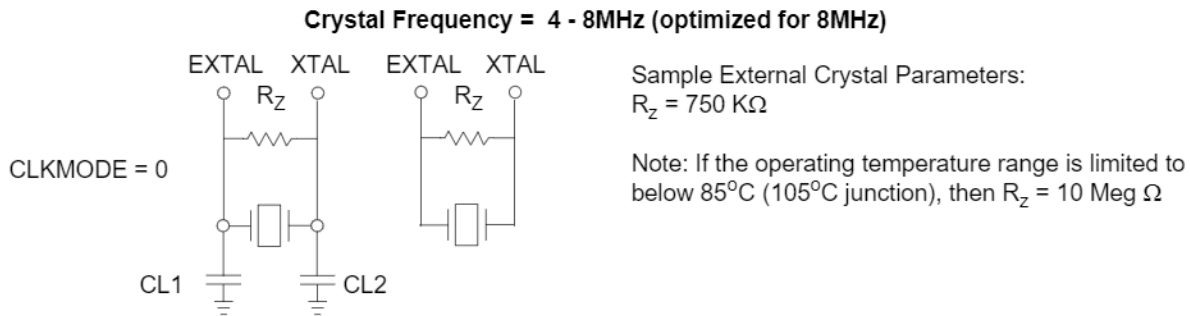 Crystal Frequency = 4 - 8MHz (optimized for 8MHz)
EXTAL XTAL EXTAL XTAL
RZ RZ
Sample External Crystal Parameters:
Rz = 750 KΩ
CLKMODE = 0
Note: If the operating temperature range is limited to
below 85°C (105°C junction), then Rz = 10 Meg Ω
CL1 CL2